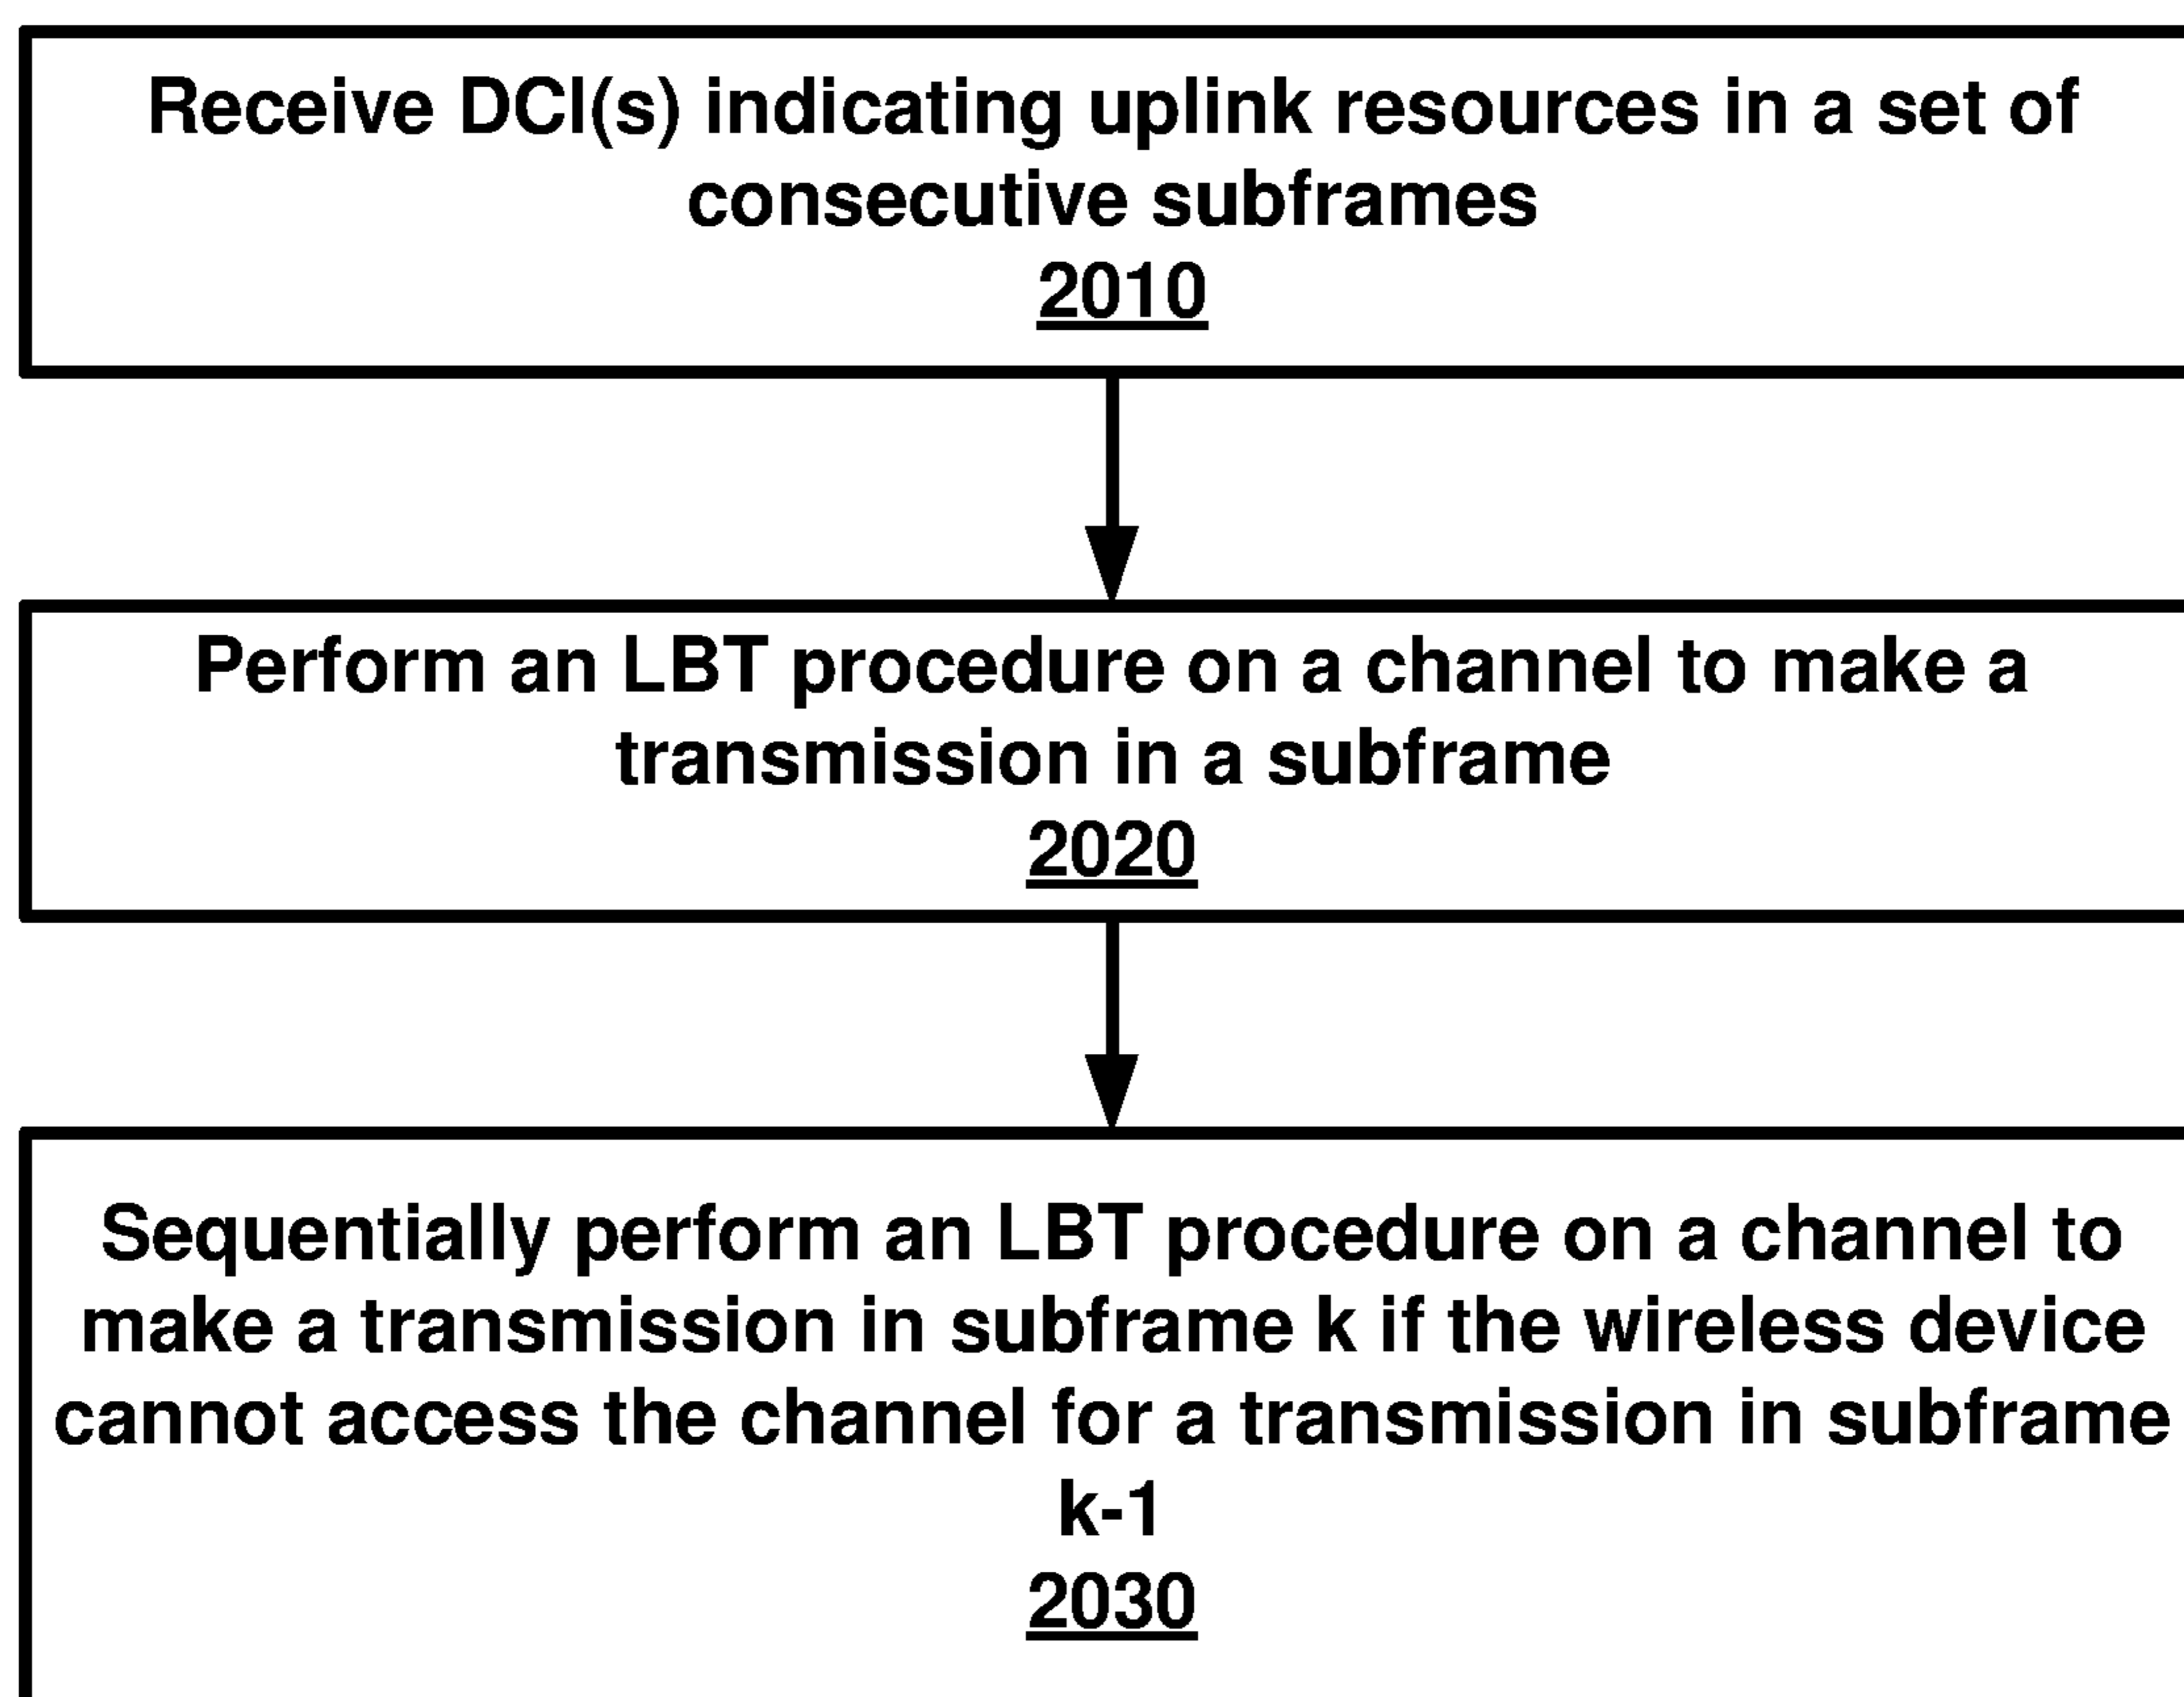 Receive DCI(s) indicating uplink resources in a set of
consecutive subframes
2010
Perform an LBT procedure on a channel to make a
transmission in a subframe
2020
Sequentially perform an LBT procedure on a channel to
make a transmission in subframe k if the wireless device
cannot access the channel for a transmission in subframe
k-1
2030